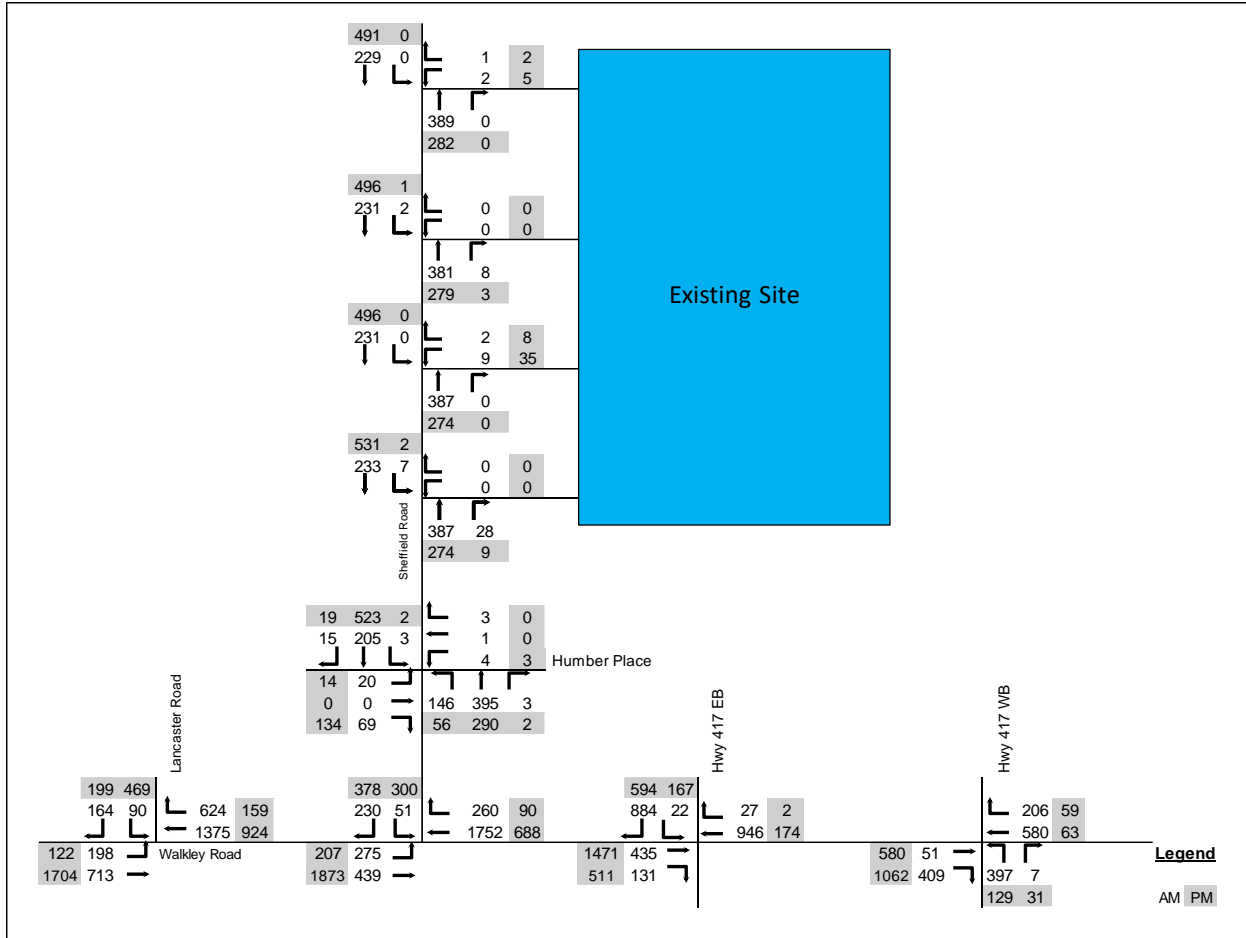 491 0
229 0 1 2
2 5
389 0
282 0
496 1
231 2 0 0
0 0
381 8
279 3
Existing Site
496 0
231 0 2 8
9 35
387 0
274 0
531 2
233 7 0 0
0 0
Sheffield Road
387 28
274 9
19 523 2 3 0
15 205 3 1 0
4 3 Humber Place
14 20
0 0 146 395 3
134 69 56 290 2
Lancaster Road
Hwy 417 EB
Hwy 417 WB
199 469 378 300 594 167
164 90 624 159 230 51 260 90 884 22 27 2 206 59
1375 924 1752 688 946 174 580 63
122 198 Walkley Road 207 275 1471 435 580 51 Legend
1704 713 1873 439 511 131 1062 409 397 7
129 31 AM PM